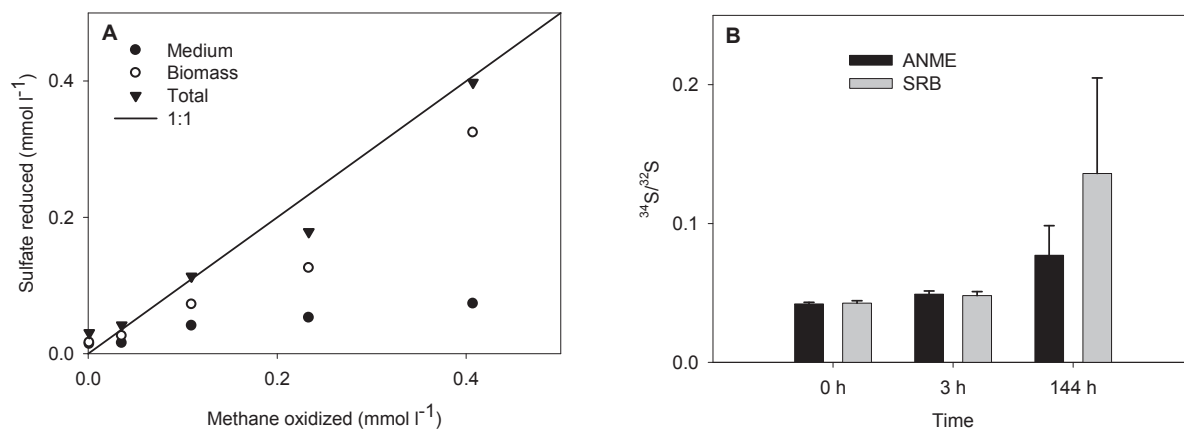 A
Medium
Biomass
Total
1:1
0.4
0.2
0.0
Sulfate reduced (mmol l⁻¹)
0.0 0.2 0.4
Methane oxidized (mmol l⁻¹)
B
ANME
SRB
0.2
0.1
0.0
³⁴S/³²S
0 h 3 h 144 h
Time